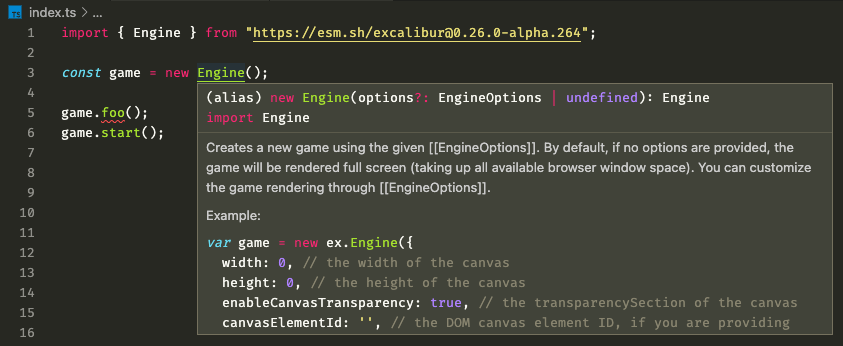 index.ts > ...
1 import { Engine } from "https://esm.sh/excalibur@0.26.0-alpha.264";
2
3 const game = new Engine();
4
(alias) new Engine(options?: EngineOptions | undefined): Engine
5 game.foo();
import Engine
6 game.start();
7
Creates a new game using the given [[EngineOptions]]. By default, if no options are provided, the
8
game will be rendered full screen (taking up all available browser window space). You can customize
9
the game rendering through [[EngineOptions]].
10
Example:
11
var game = new ex.Engine({
12
width: 0, // the width of the canvas
13
height: 0, // the height of the canvas
14
enableCanvasTransparency: true, // the transparencySection of the canvas
15
canvasElementId: '', // the DOM canvas element ID, if you are providing
16